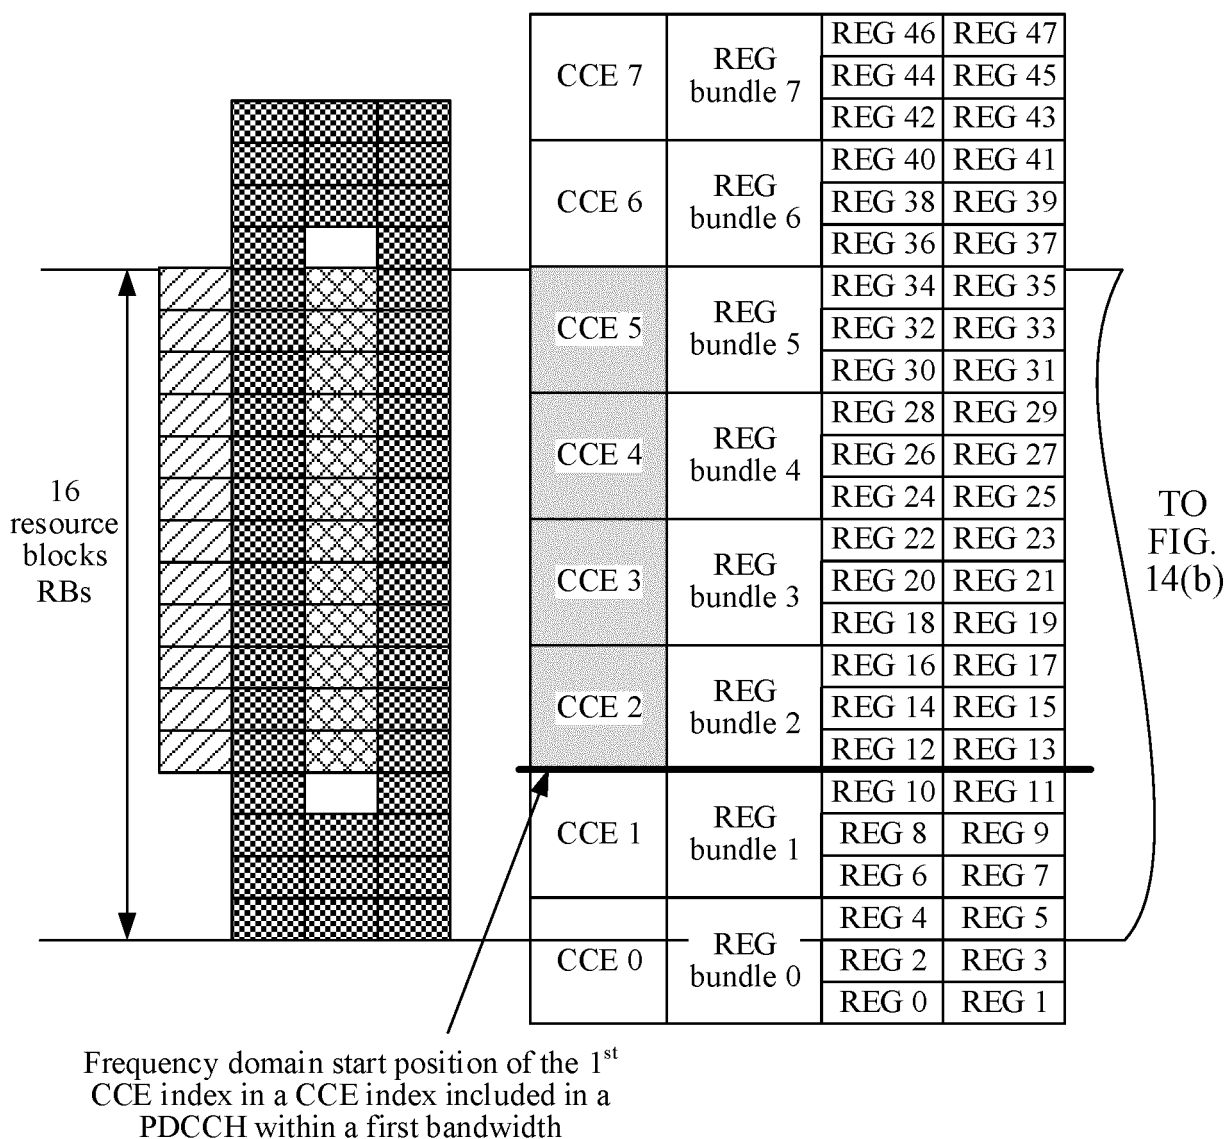 REG 46 REG 47
CCE 7 REG bundle 7 REG 44 REG 45
REG 42 REG 43
REG 40 REG 41
CCE 6 REG bundle 6 REG 38 REG 39
REG 36 REG 37
REG 34 REG 35
CCE 5 REG bundle 5 REG 32 REG 33
REG 30 REG 31
REG 28 REG 29
CCE 4 REG bundle 4 REG 26 REG 27
REG 24 REG 25
REG 22 REG 23
CCE 3 REG bundle 3 REG 20 REG 21
REG 18 REG 19
REG 16 REG 17
CCE 2 REG bundle 2 REG 14 REG 15
REG 12 REG 13
REG 10 REG 11
CCE 1 REG bundle 1 REG 8 REG 9
REG 6 REG 7
REG 4 REG 5
CCE 0 REG bundle 0 REG 2 REG 3
REG 0 REG 1
16
resource
blocks
RBs
TO
FIG.
14(b)
Frequency domain start position of the 1st
CCE index in a CCE index included in a
PDCCH within a first bandwidth